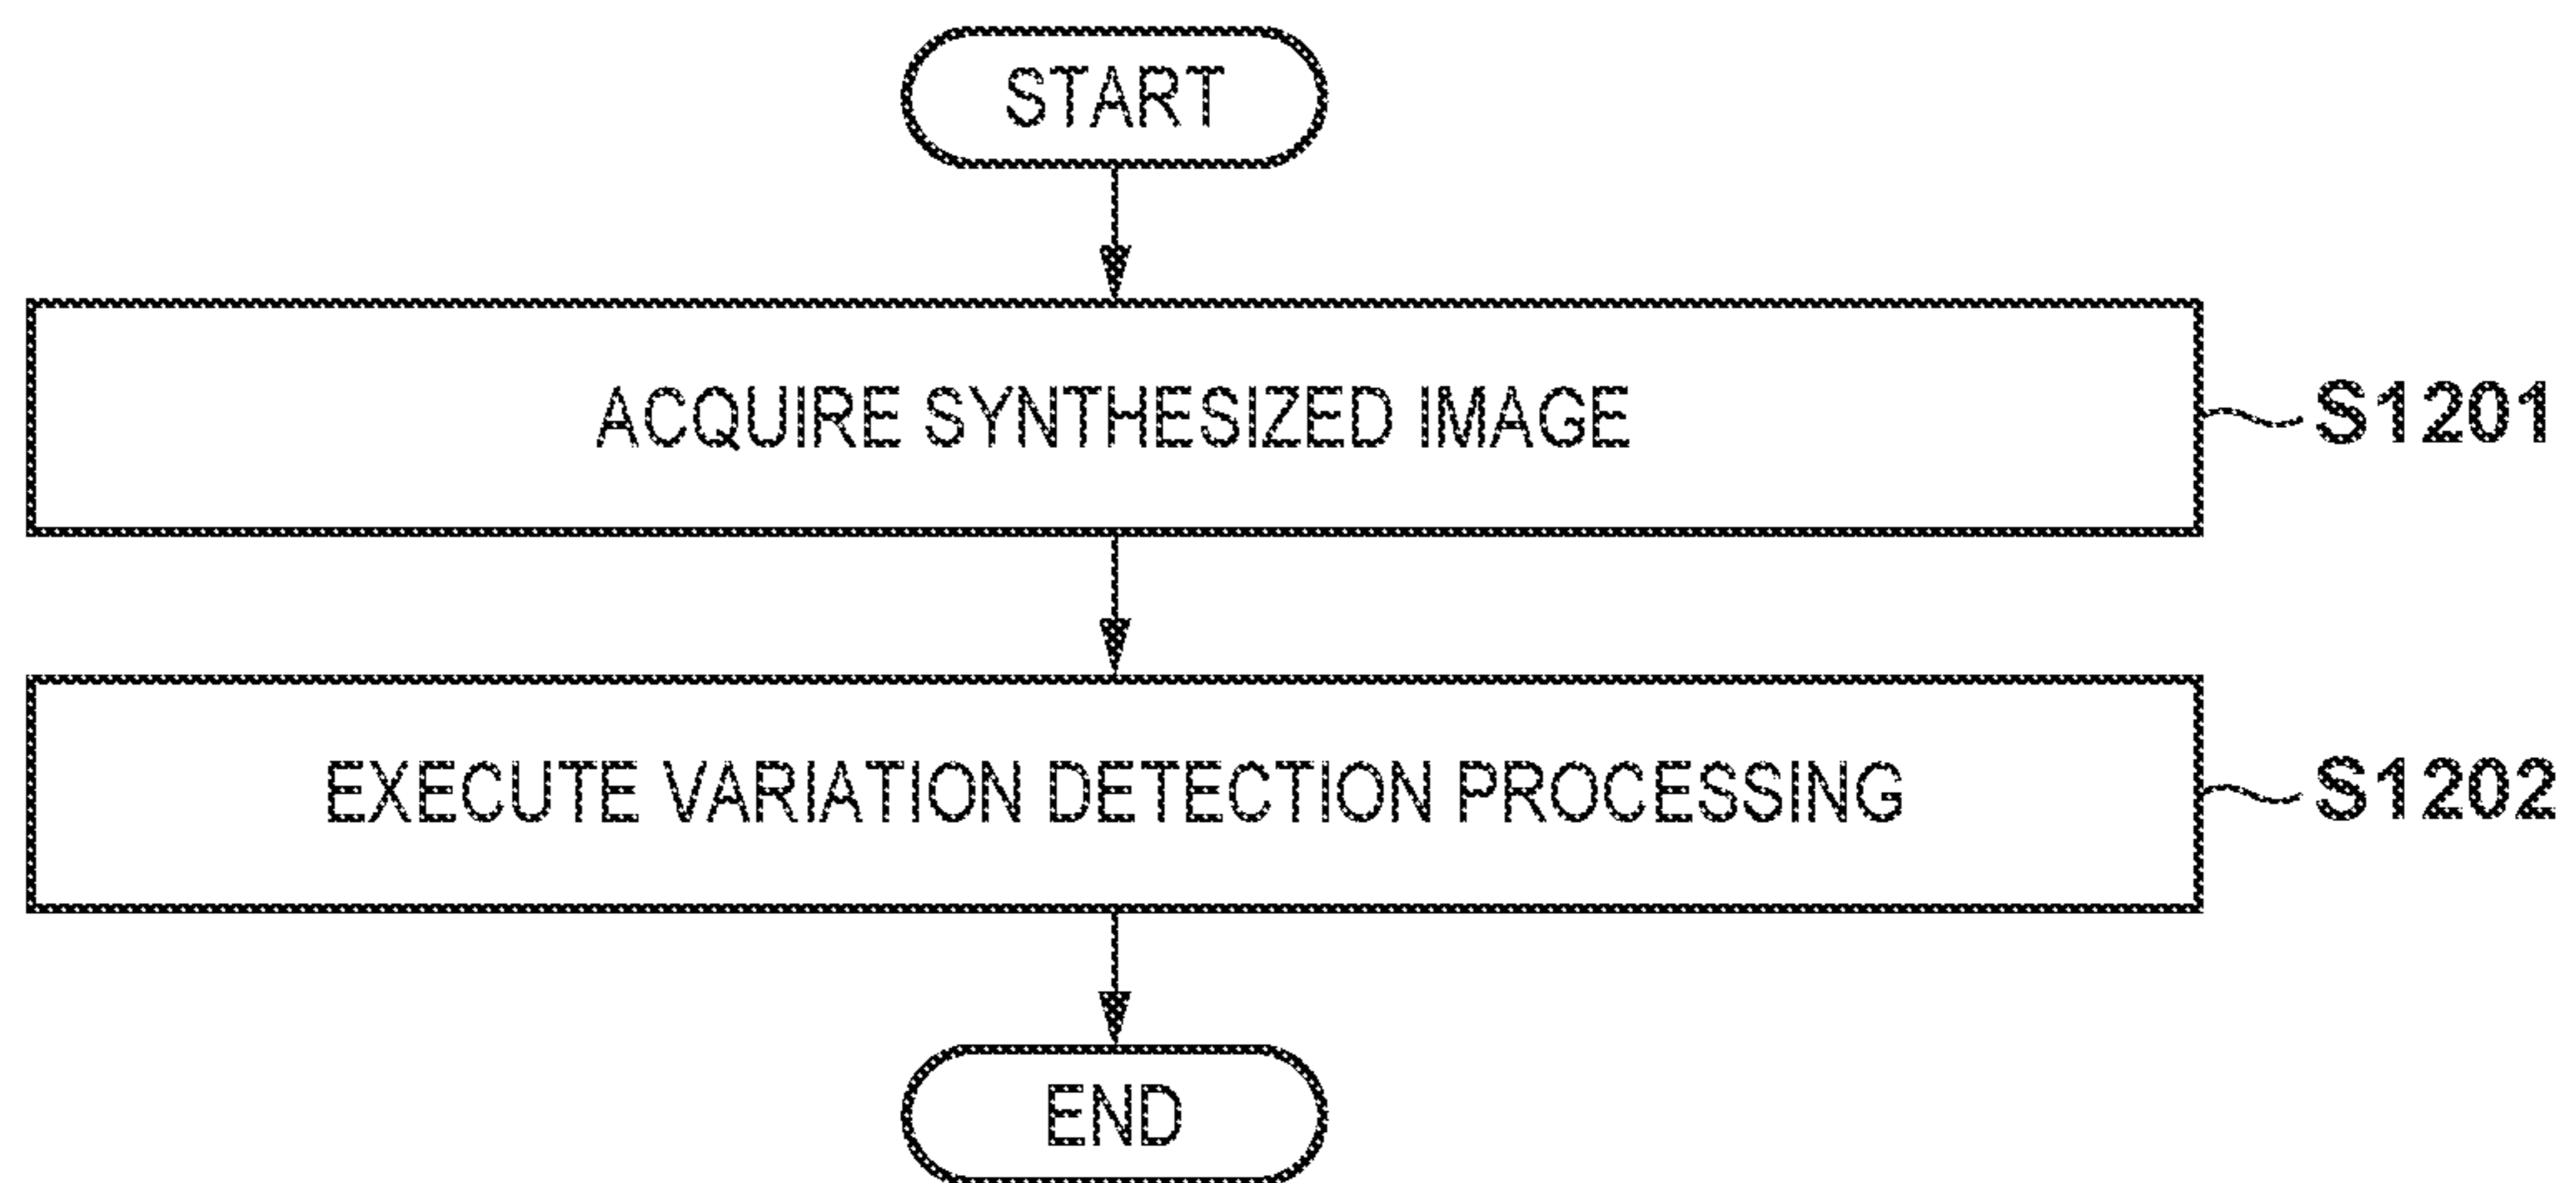 START
ACQUIRE SYNTHESIZED IMAGE
S1201
EXECUTE VARIATION DETECTION PROCESSING
S1202
END